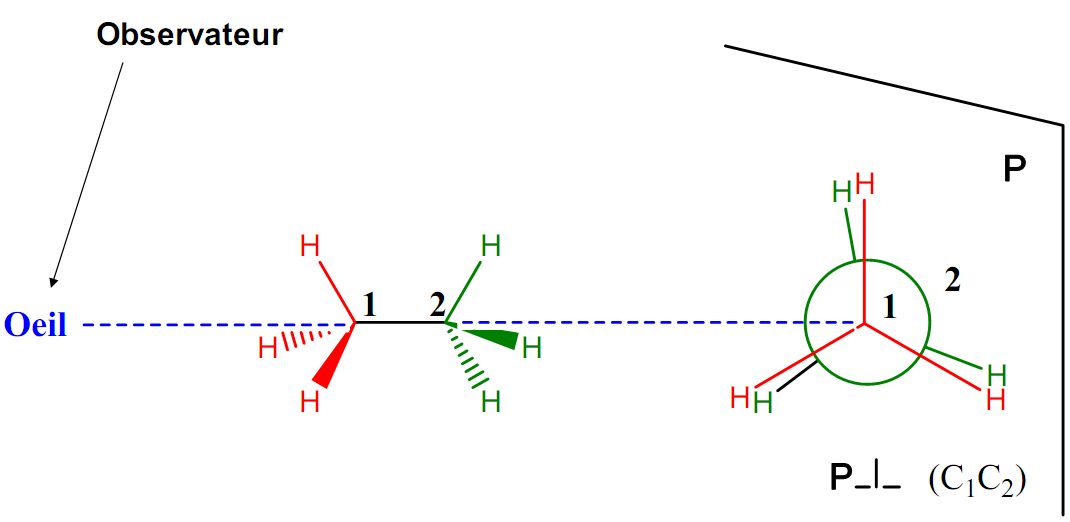 Observateur
P
H H
H H
1 2
2
1
Oeil
H H
H
H H
H H
H H
P_|_ (C₁C₂)